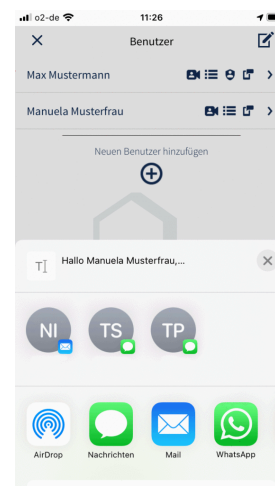 o2-de 11:26
Benutzer
Max Mustermann
Manuela Musterfrau
Neuen Benutzer hinzufügen
Hallo Manuela Musterfrau,...
NI TS TP
AirDrop Nachrichten Mail WhatsApp